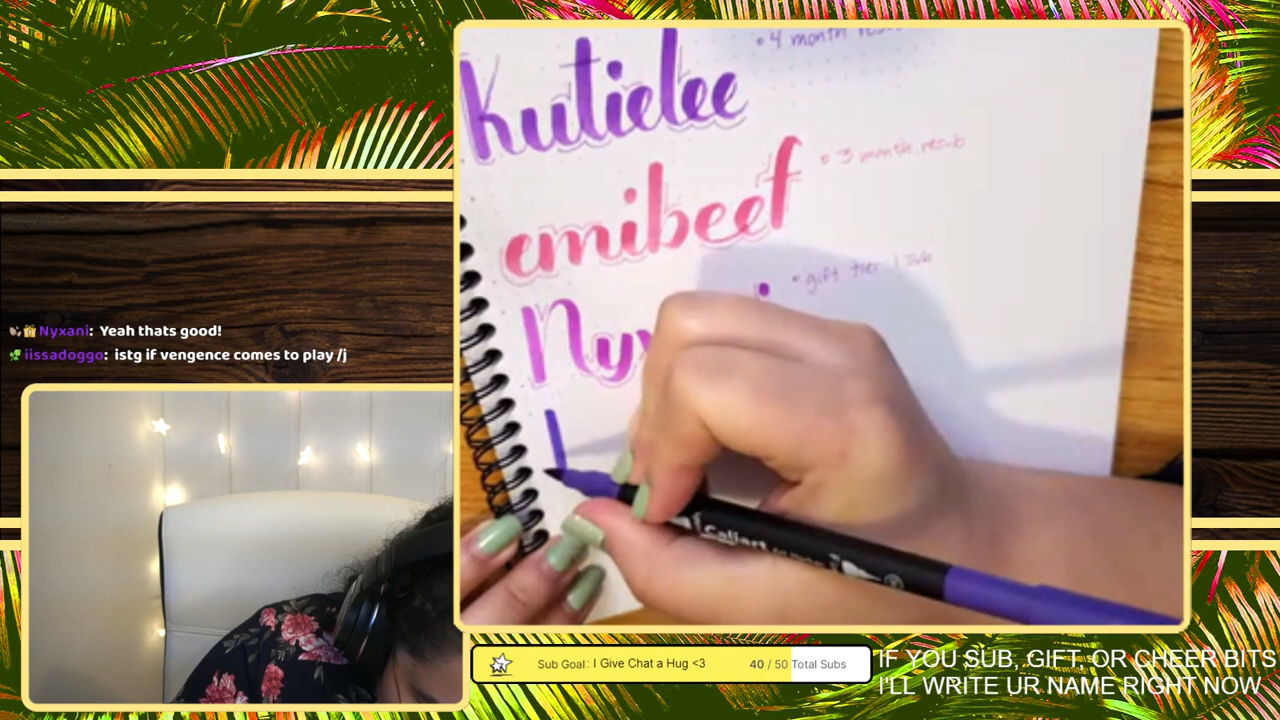 • 4 month
Kutielee
• 3 month resub
emibeef
• gift tier 1 sub
Nyx
Nyxani: Yeah thats good!
iissadoggo: istg if vengence comes to play /j
Callart
Sub Goal: I Give Chat a Hug <3 40 / 50 Total Subs
IF YOU SUB, GIFT, OR CHEER BITS
I'LL WRITE UR NAME RIGHT NOW